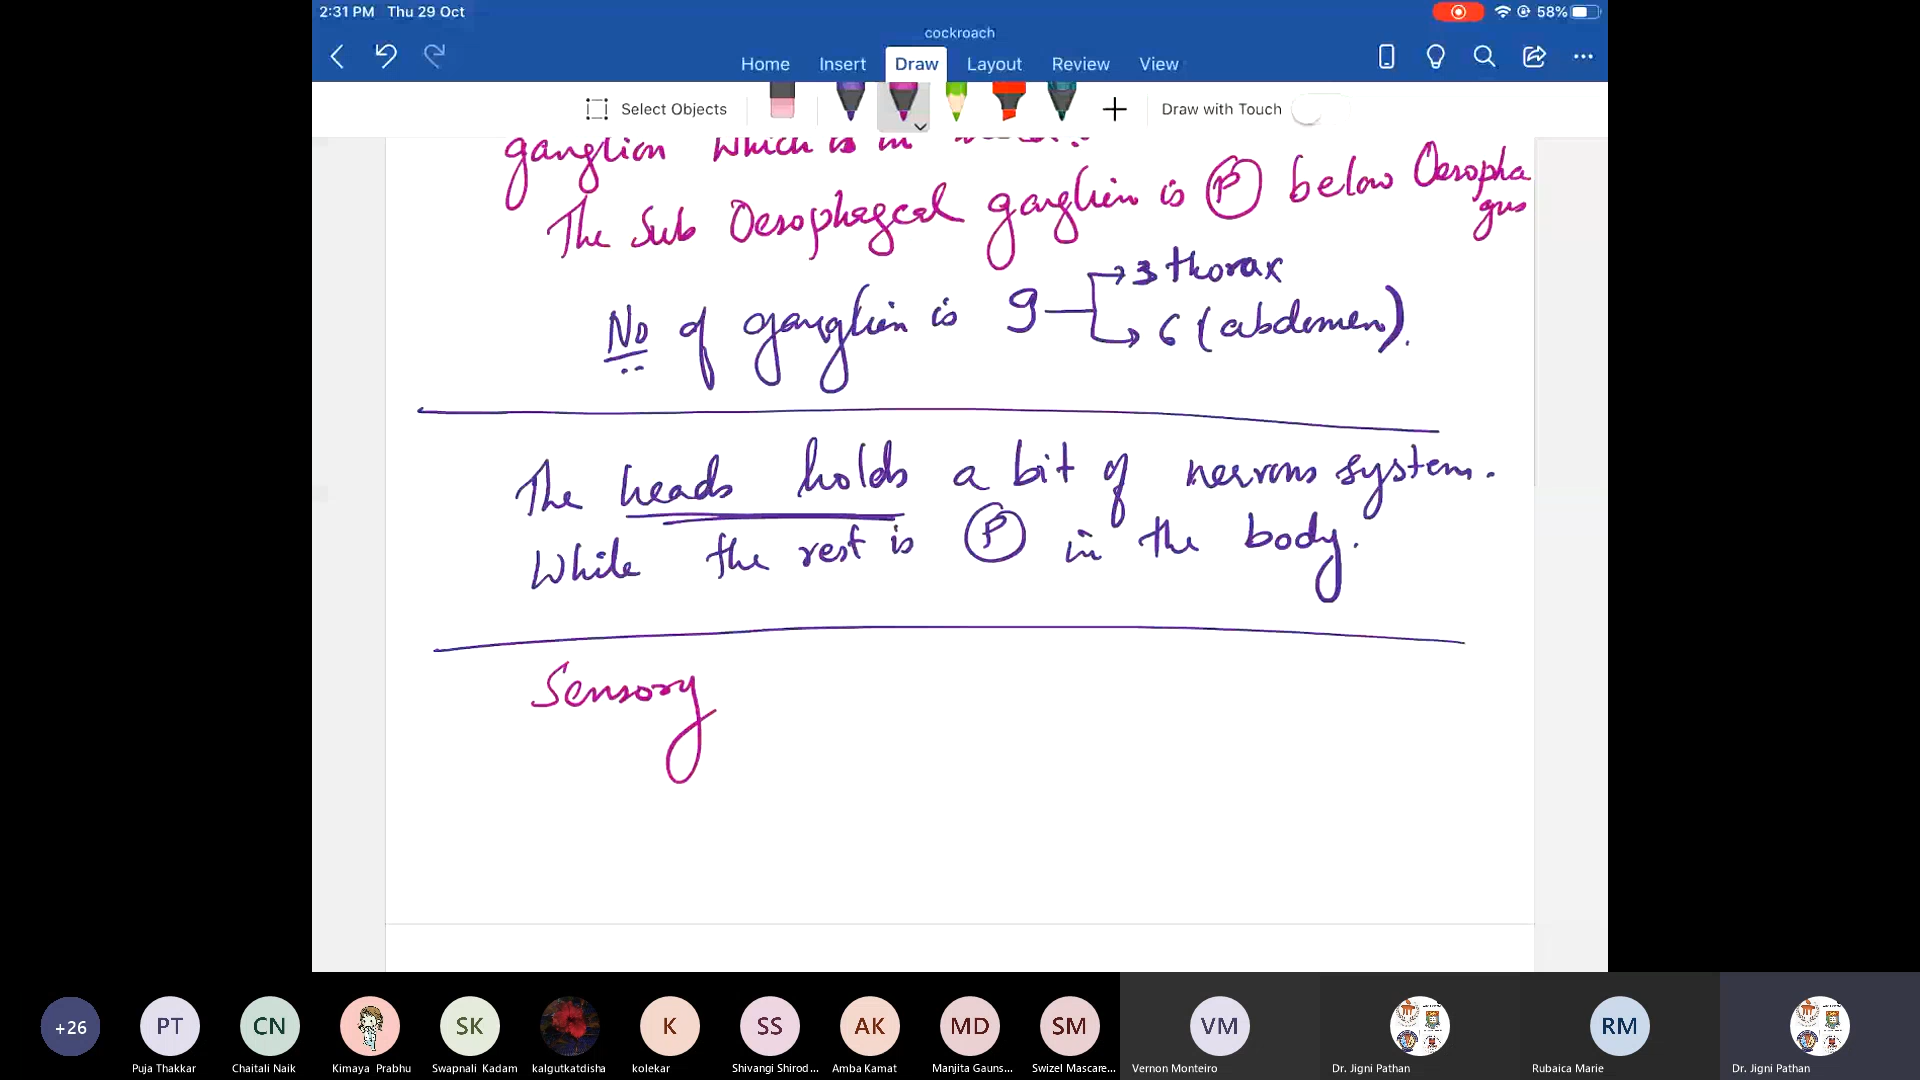 2:31 PM Thu 29 Oct
58%
cockroach
Home Insert Draw Layout Review View
Select Objects
Draw with Touch
ganglion which is in
The Sub Oesophageal ganglion is (P) below Oesopha
gus
3 thorax
No of ganglion is 9
6 (abdomen).
The heads holds a bit of nervous system.
While the rest is (P) in the body.
Sensory
+26 PT CN SK K SS AK MD SM VM RM
Puja Thakkar Chaitali Naik Kimaya Prabhu Swapnali Kadam kalgutkatdisha kolekar Shivangi Shirod... Amba Kamat Manjita Gauns... Swizel Mascare... Vernon Monteiro Dr. Jigni Pathan Rubaica Marie Dr. Jigni Pathan